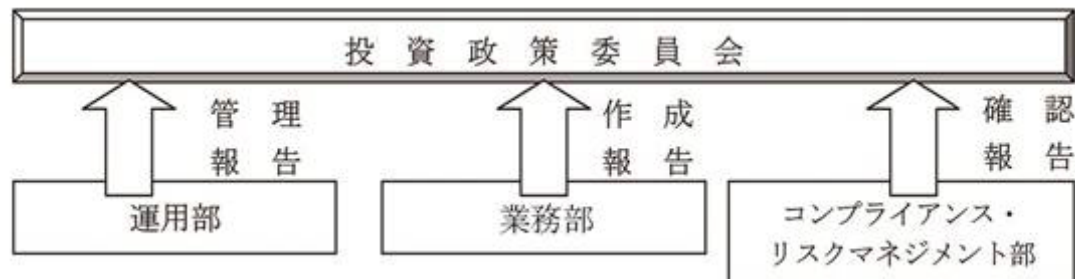 投資政策委員会
管理
報告
作成
報告
確認
報告
運用部
業務部
コンプライアンス・
リスクマネジメント部